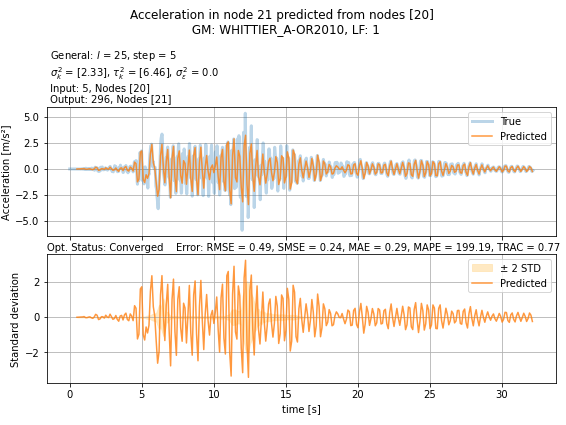 Acceleration in node 21 predicted from nodes [20]
GM: WHITTIER_A-OR2010, LF: 1
General: l = 25, step = 5
σ²ₖ = [2.33], τ²ₖ = [6.46], σ²ε = 0.0
Input: 5, Nodes [20]
Output: 296, Nodes [21]
Acceleration [m/s²]
5.0
2.5
0.0
−2.5
−5.0
True
Predicted
Opt. Status: Converged Error: RMSE = 0.49, SMSE = 0.24, MAE = 0.29, MAPE = 199.19, TRAC = 0.77
Standard deviation
2
0
−2
± 2 STD
Predicted
0 5 10 15 20 25 30
time [s]